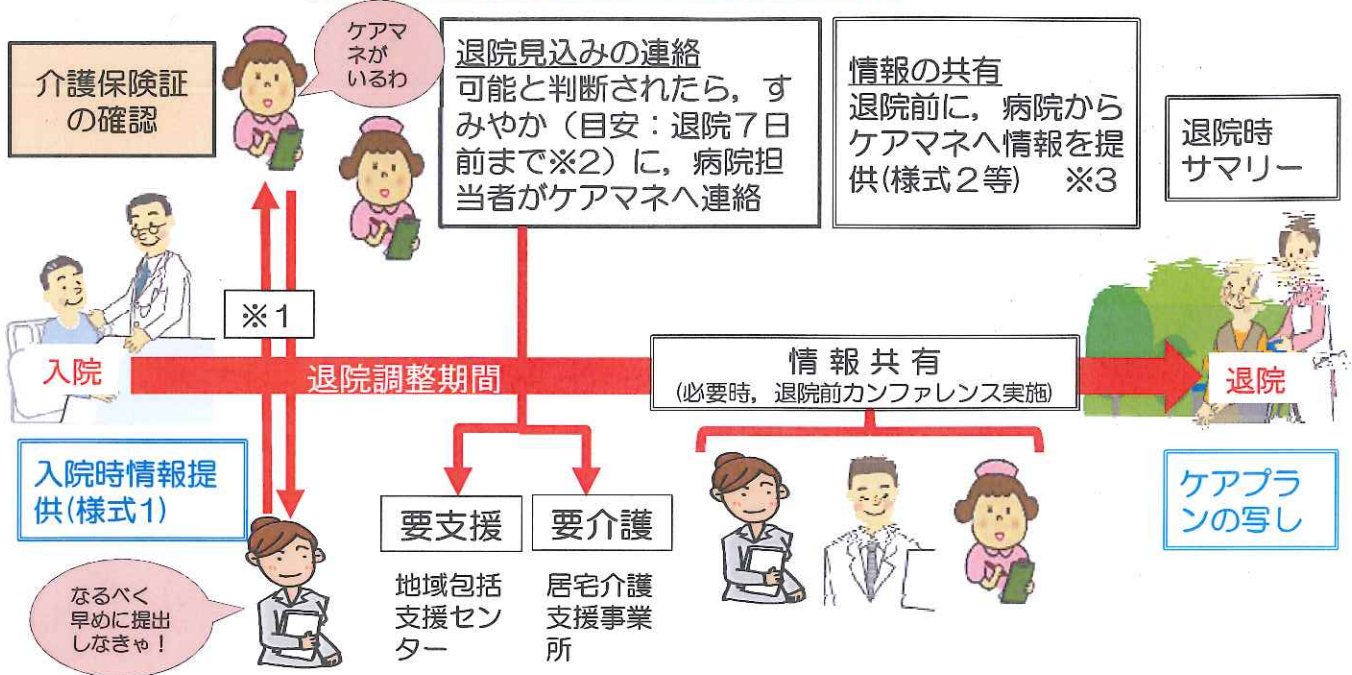 介護保険証
の確認
ケアマ
ネが
いるわ
退院見込みの連絡
可能と判断されたら,す
みやか(目安:退院7日
前まで※2)に,病院担
当者がケアマネへ連絡
情報の共有
退院前に,病院から
ケアマネへ情報を提
供(様式2等) ※3
退院時
サマリー
※1
入院
退院調整期間
情報共有
(必要時,退院前カンファレンス実施)
退院
入院時情報提
供(様式1)
なるべく
早めに提出
しなきゃ!
要支援
地域包括
支援セン
ター
要介護
居宅介護
支援事業
所
ケアプラ
ンの写し